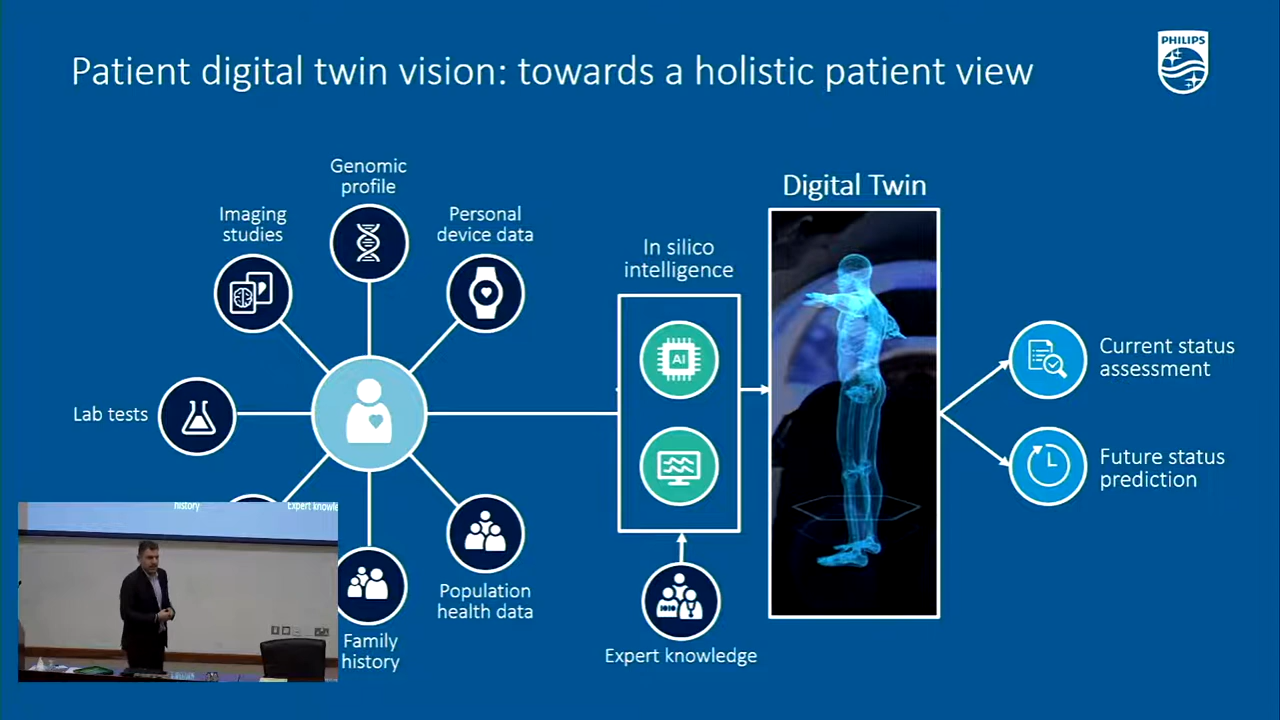 Patient digital twin vision: towards a holistic patient view
PHILIPS
Genomic
profile
Imaging
studies
Personal
device data
Lab tests
Population
health data
Family
history
In silico
intelligence
AI
Expert knowledge
Digital Twin
Current status
assessment
Future status
prediction
history
Expert knowle